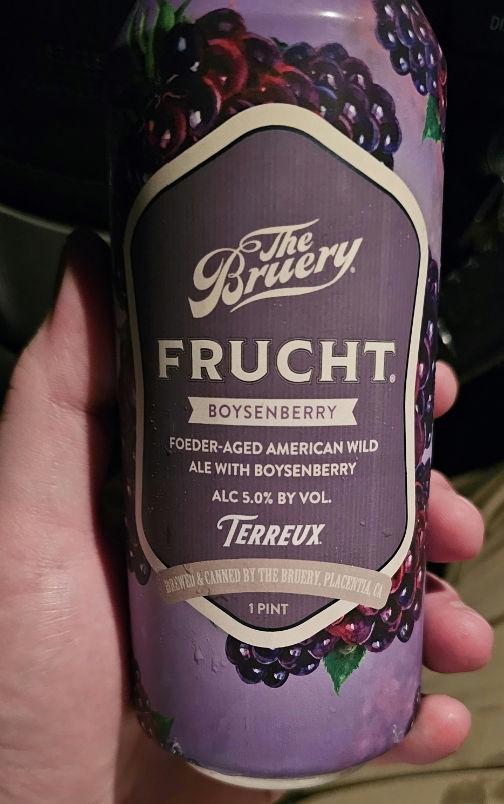 The
Bruery®
FRUCHT®
BOYSENBERRY
FOEDER-AGED AMERICAN WILD
ALE WITH BOYSENBERRY
ALC 5.0% BY VOL.
TERREUX
BREWED & CANNED BY THE BRUERY, PLACENTIA, CA
1 PINT